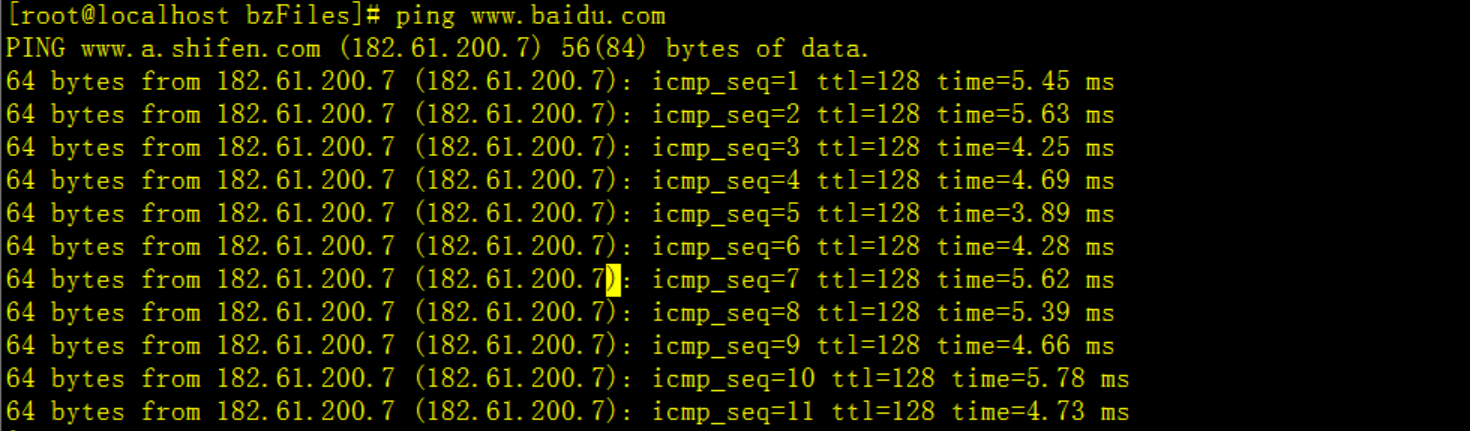 [root@localhost bzFiles]# ping www.baidu.com
PING www.a.shifen.com (182.61.200.7) 56(84) bytes of data.
64 bytes from 182.61.200.7 (182.61.200.7): icmp_seq=1 ttl=128 time=5.45 ms
64 bytes from 182.61.200.7 (182.61.200.7): icmp_seq=2 ttl=128 time=5.63 ms
64 bytes from 182.61.200.7 (182.61.200.7): icmp_seq=3 ttl=128 time=4.25 ms
64 bytes from 182.61.200.7 (182.61.200.7): icmp_seq=4 ttl=128 time=4.69 ms
64 bytes from 182.61.200.7 (182.61.200.7): icmp_seq=5 ttl=128 time=3.89 ms
64 bytes from 182.61.200.7 (182.61.200.7): icmp_seq=6 ttl=128 time=4.28 ms
64 bytes from 182.61.200.7 (182.61.200.7): icmp_seq=7 ttl=128 time=5.62 ms
64 bytes from 182.61.200.7 (182.61.200.7): icmp_seq=8 ttl=128 time=5.39 ms
64 bytes from 182.61.200.7 (182.61.200.7): icmp_seq=9 ttl=128 time=4.66 ms
64 bytes from 182.61.200.7 (182.61.200.7): icmp_seq=10 ttl=128 time=5.78 ms
64 bytes from 182.61.200.7 (182.61.200.7): icmp_seq=11 ttl=128 time=4.73 ms